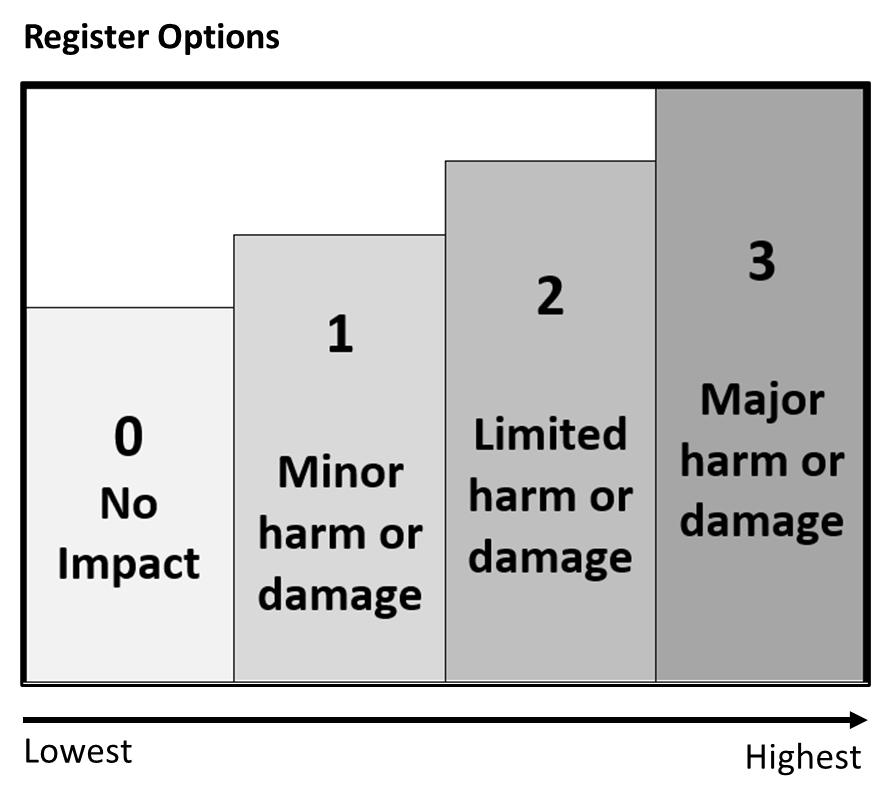 Register Options
0
No
Impact
1
Minor
harm or
damage
2
Limited
harm or
damage
3
Major
harm or
damage
Lowest
Highest